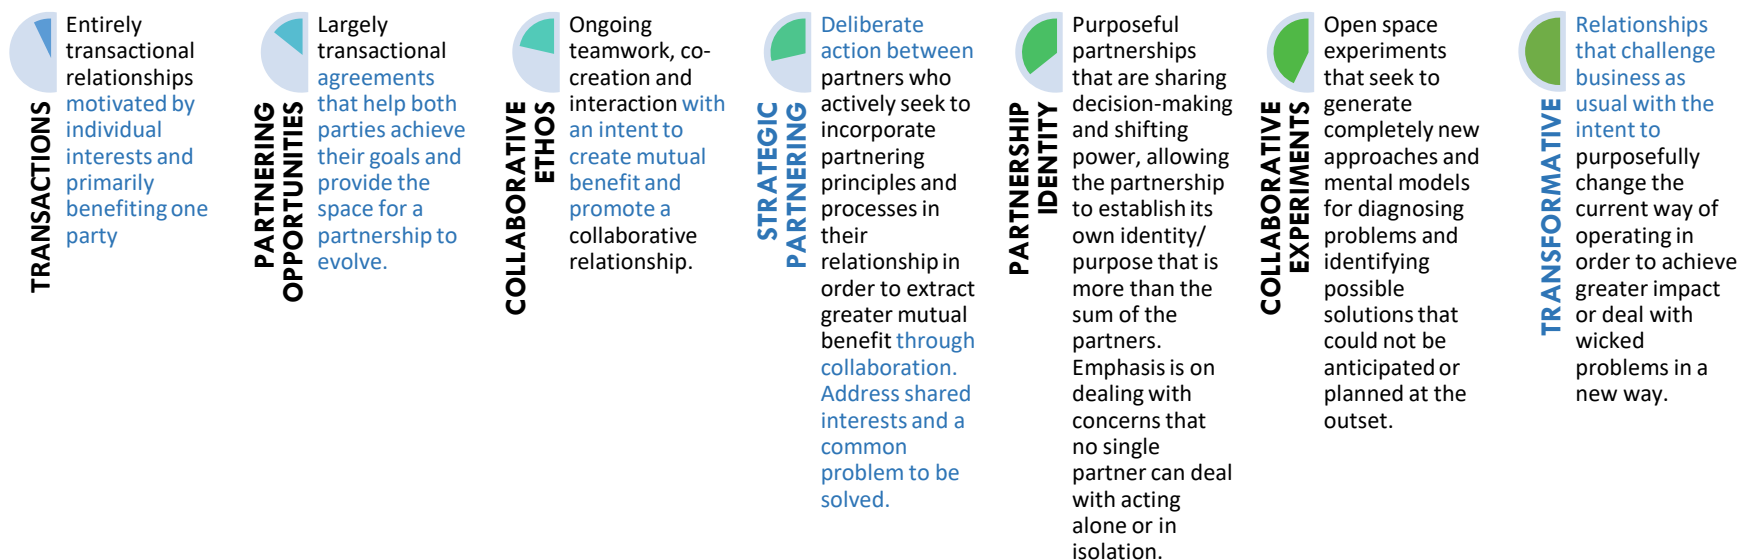 TRANSACTIONS
Entirely
transactional
relationships
motivated by
individual
interests and
primarily
benefiting one
party
PARTNERING
OPPORTUNITIES
Largely
transactional
agreements
that help both
parties achieve
their goals and
provide the
space for a
partnership to
evolve.
COLLABORATIVE
ETHOS
Ongoing
teamwork, co-
creation and
interaction with
an intent to
create mutual
benefit and
promote a
collaborative
relationship.
STRATEGIC
PARTNERING
Deliberate
action between
partners who
actively seek to
incorporate
partnering
principles and
processes in
their
relationship in
order to extract
greater mutual
benefit through
collaboration.
Address shared
interests and a
common
problem to be
solved.
PARTNERSHIP
IDENTITY
Purposeful
partnerships
that are sharing
decision-making
and shifting
power, allowing
the partnership
to establish its
own identity/
purpose that is
more than the
sum of the
partners.
Emphasis is on
dealing with
concerns that
no single
partner can deal
with acting
alone or in
isolation.
COLLABORATIVE
EXPERIMENTS
Open space
experiments
that seek to
generate
completely new
approaches and
mental models
for diagnosing
problems and
identifying
possible
solutions that
could not be
anticipated or
planned at the
outset.
TRANSFORMATIVE
Relationships
that challenge
business as
usual with the
intent to
purposefully
change the
current way of
operating in
order to achieve
greater impact
or deal with
wicked
problems in a
new way.